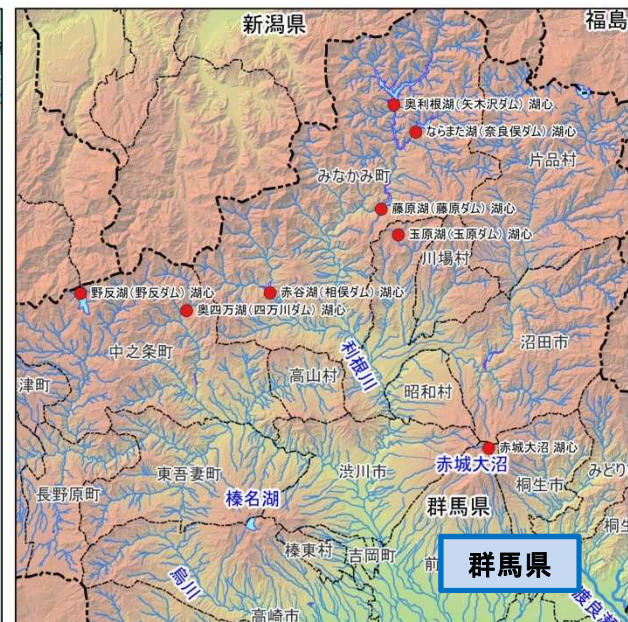 新潟県
福島
奥利根湖(矢木沢ダム) 湖心
ならまた湖(奈良俣ダム) 湖心
片品村
みなかみ町
藤原湖(藤原ダム) 湖心
玉原湖(玉原ダム) 湖心
川場村
野反湖(野反ダム) 湖心
赤谷湖(相俣ダム) 湖心
奥四万湖(四万川ダム) 湖心
中之条町
利根川
沼田市
高山村
昭和村
津町
赤城大沼 湖心
赤城大沼
東吾妻町
渋川市
みどり
桐生市
長野原町
榛名湖
群馬県
桐生
榛東村
吉岡町
前
群馬県
烏川
高崎市
渡良瀬